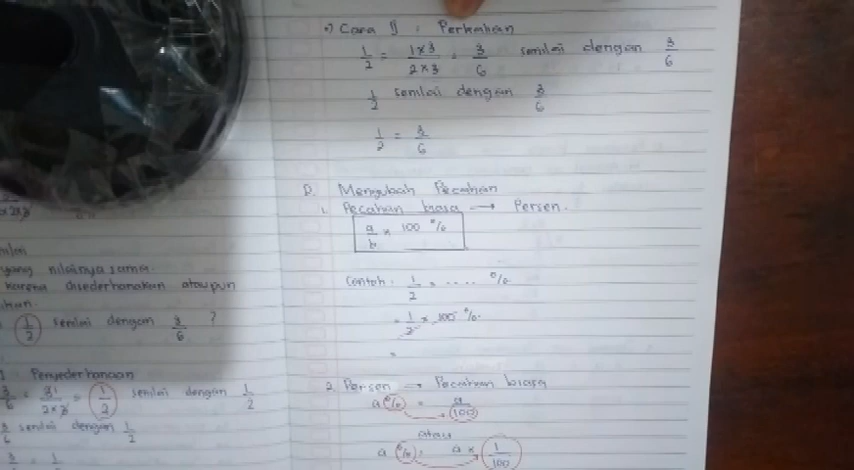 nilai
yang nilainya sama.
karena disederhanakan ataupun
1/2 senilai dengan 3/6 ?
Penyederhanaan
3/6 = 3:1 / 2×3 = 1/2 senilai dengan 1/2
3/6 senilai dengan 1/2
Cara II : Perkalian
1/2 = 1×3 / 2×3 = 3/6 senilai dengan 3/6
1/2 senilai dengan 3/6
1/2 = 3/6
D. Mengubah Pecahan
1. Pecahan biasa → Persen.
a/b × 100 %
Contoh : 1/2 = .... %
= 1/2 × 100 %.
=
2. Persen → Pecahan biasa
a % = a/100
atau
a % = a × 1/100